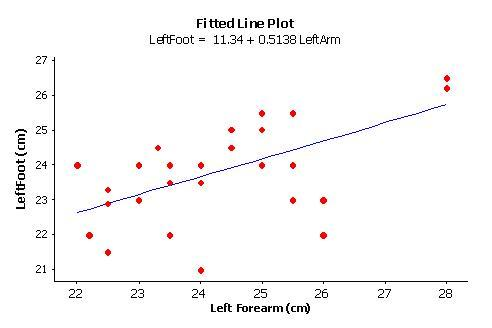 Fitted Line Plot
LeftFoot = 11.34 + 0.5138 LeftArm
27
26
25
24
23
22
21
LeftFoot (cm)
22 23 24 25 26 27 28
Left Forearm (cm)